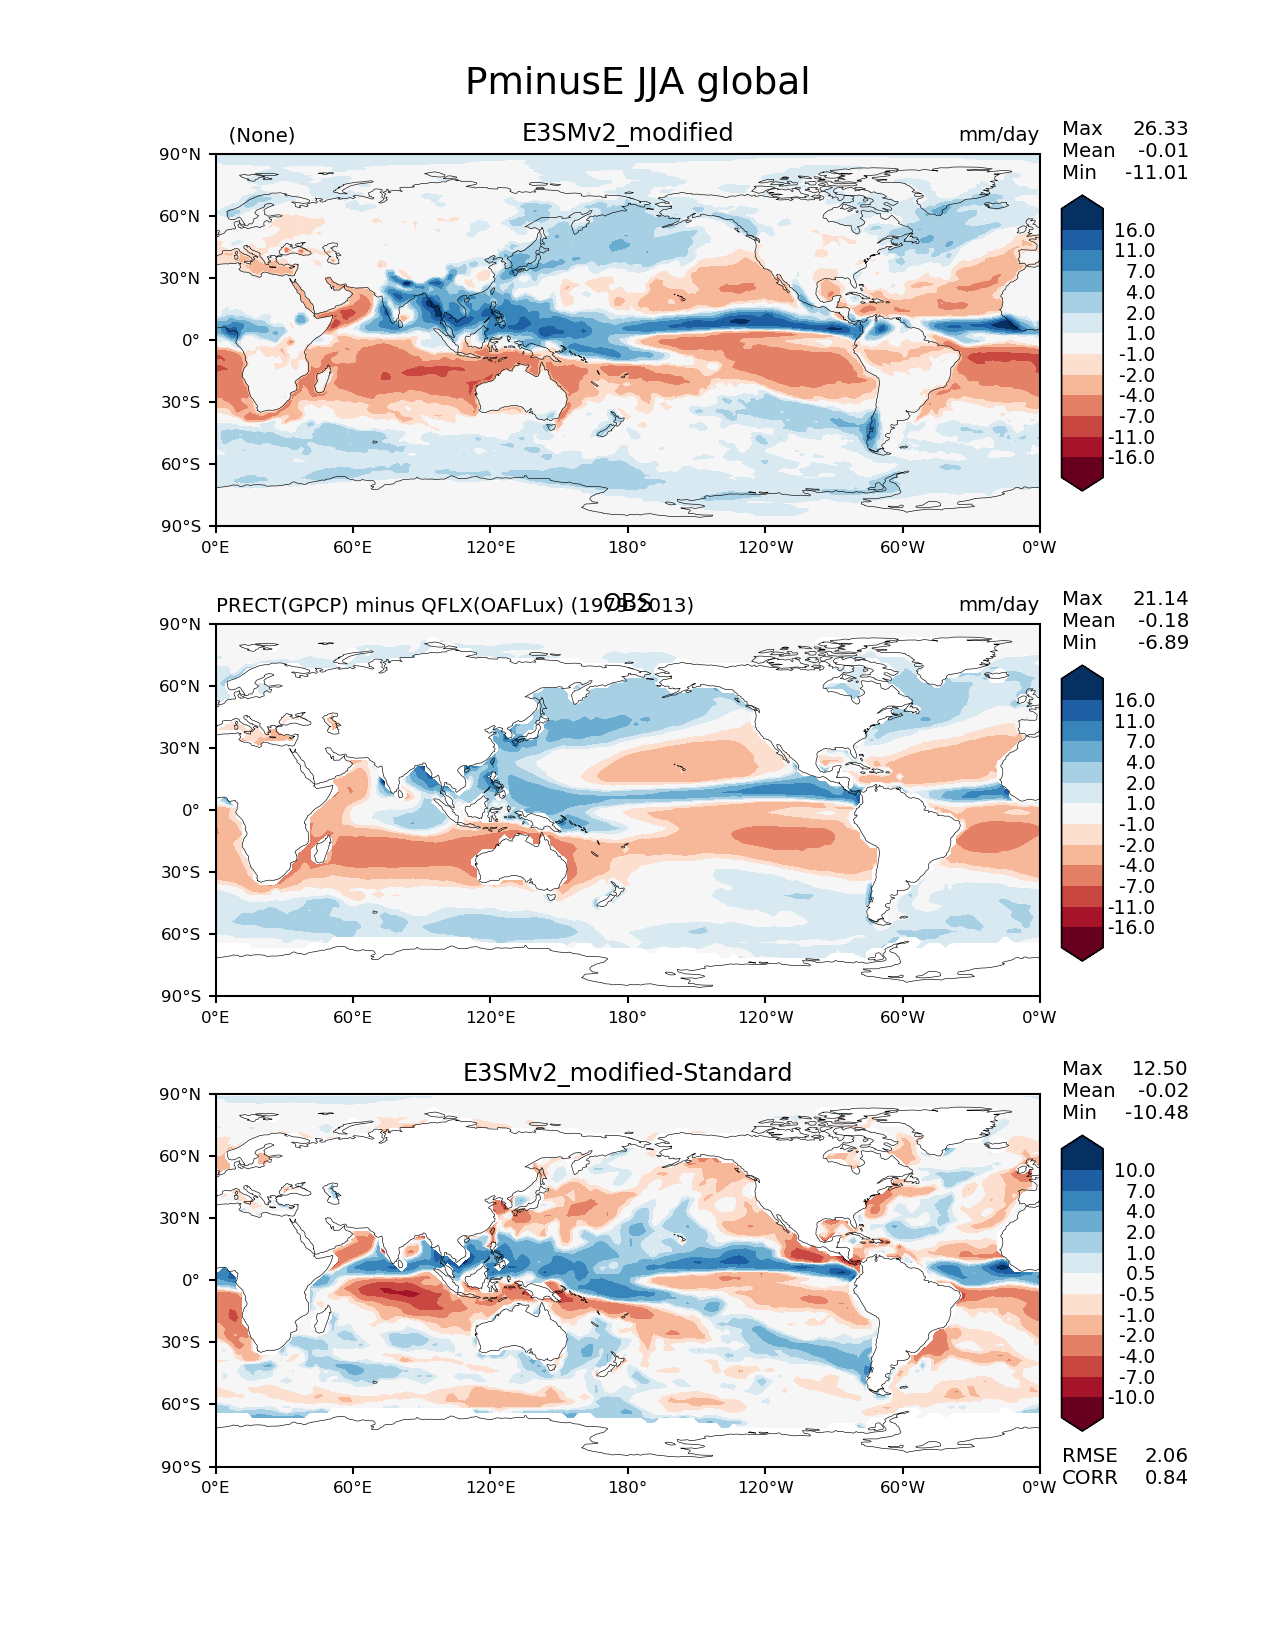 PminusE JJA global
(None) E3SMv2_modified mm/day
Max 26.33
Mean -0.01
Min -11.01
90°N
60°N
30°N
0°
30°S
60°S
90°S
0°E 60°E 120°E 180° 120°W 60°W 0°W
16.0
11.0
7.0
4.0
2.0
1.0
-1.0
-2.0
-4.0
-7.0
-11.0
-16.0
PRECT(GPCP) minus QFLX(OAFLux) (1979-2013) OBS mm/day
Max 21.14
Mean -0.18
Min -6.89
90°N
60°N
30°N
0°
30°S
60°S
90°S
0°E 60°E 120°E 180° 120°W 60°W 0°W
16.0
11.0
7.0
4.0
2.0
1.0
-1.0
-2.0
-4.0
-7.0
-11.0
-16.0
E3SMv2_modified-Standard
Max 12.50
Mean -0.02
Min -10.48
90°N
60°N
30°N
0°
30°S
60°S
90°S
0°E 60°E 120°E 180° 120°W 60°W 0°W
10.0
7.0
4.0
2.0
1.0
0.5
-0.5
-1.0
-2.0
-4.0
-7.0
-10.0
RMSE 2.06
CORR 0.84